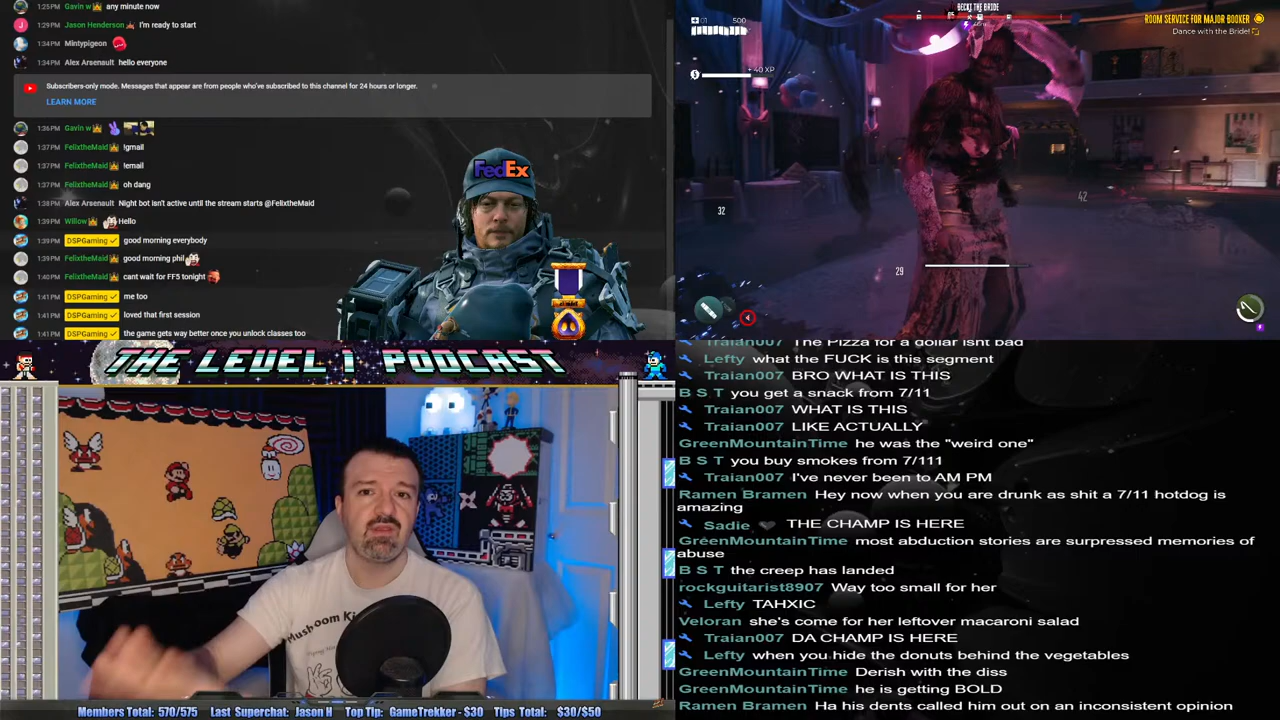 1:25PM Gavin w any minute now
1:29PM Jason Henderson I'm ready to start
1:34PM Mintypigeon
1:34PM Alex Arsenault hello everyone
Subscribers-only mode. Messages that appear are from people who've subscribed to this channel for 24 hours or longer.
LEARN MORE
1:36PM Gavin w
1:37PM FelixtheMaid !gmail
1:37PM FelixtheMaid !email
1:37PM FelixtheMaid oh dang
1:38PM Alex Arsenault Night bot isn't active until the stream starts @FelixtheMaid
1:39PM Willow Hello
1:39PM DSPGaming good morning everybody
1:39PM FelixtheMaid good morning phil
1:40PM FelixtheMaid cant wait for FF5 tonight
1:41PM DSPGaming me too
1:41PM DSPGaming loved that first session
1:41PM DSPGaming the game gets way better once you unlock classes too
FedEx
01 500
+40 XP
BECKI THE BRIDE
ROOM SERVICE FOR MAJOR BOOKER
Dance with the Bride!
32
42
29
THE LEVEL 1 PODCAST
Mushroom
Members Total: 570/575 Last Superchat: Jason H Top Tip: GameTrekker - $30 Tips Total: $30/$50
Traian007 The Pizza for a dollar isnt bad
Lefty what the FUCK is this segment
Traian007 BRO WHAT IS THIS
B S T you get a snack from 7/11
Traian007 WHAT IS THIS
Traian007 LIKE ACTUALLY
GreenMountainTime he was the "weird one"
B S T you buy smokes from 7/111
Traian007 I've never been to AM PM
Ramen Bramen Hey now when you are drunk as shit a 7/11 hotdog is
amazing
Sadie THE CHAMP IS HERE
GreenMountainTime most abduction stories are surpressed memories of
abuse
B S T the creep has landed
rockguitarist8907 Way too small for her
Lefty TAHXIC
Veloran she's come for her leftover macaroni salad
Traian007 DA CHAMP IS HERE
Lefty when you hide the donuts behind the vegetables
GreenMountainTime Derish with the diss
GreenMountainTime he is getting BOLD
Ramen Bramen Ha his dents called him out on an inconsistent opinion